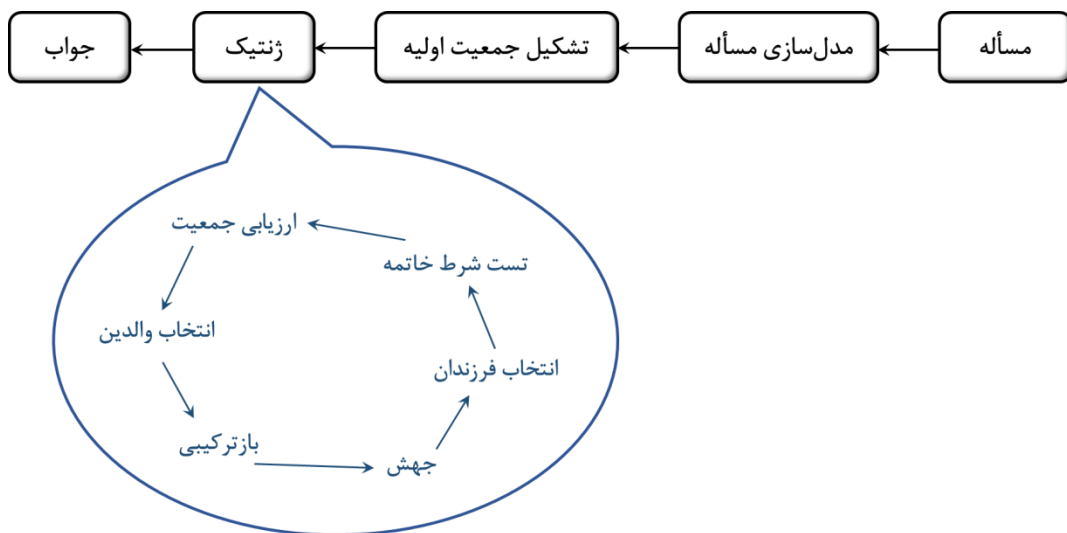 مسأله
مدل‌سازی مسأله
تشکیل جمعیت اولیه
ژنتیک
جواب
ارزیابی جمعیت
تست شرط خاتمه
انتخاب والدین
انتخاب فرزندان
بازترکیبی
جهش